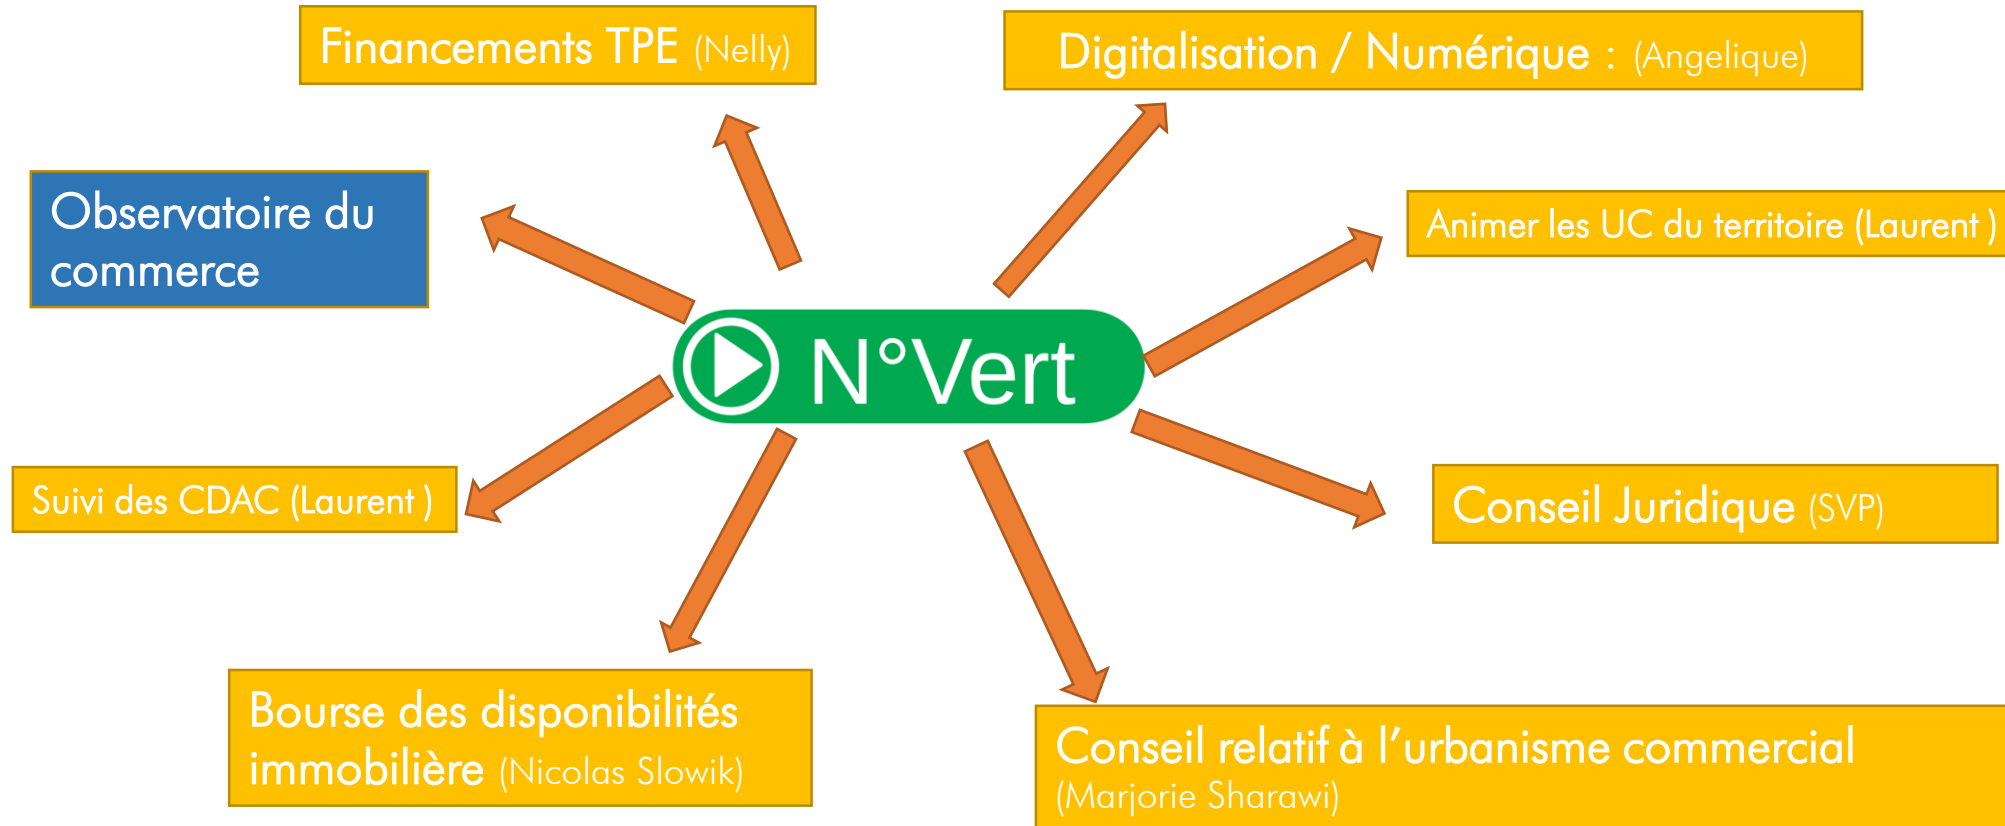 Financements TPE (Nelly)
Digitalisation / Numérique : (Angelique)
Observatoire du
commerce
Animer les UC du territoire (Laurent )
N°Vert
Suivi des CDAC (Laurent )
Conseil Juridique (SVP)
Bourse des disponibilités
immobilière (Nicolas Slowik)
Conseil relatif à l’urbanisme commercial
(Marjorie Sharawi)